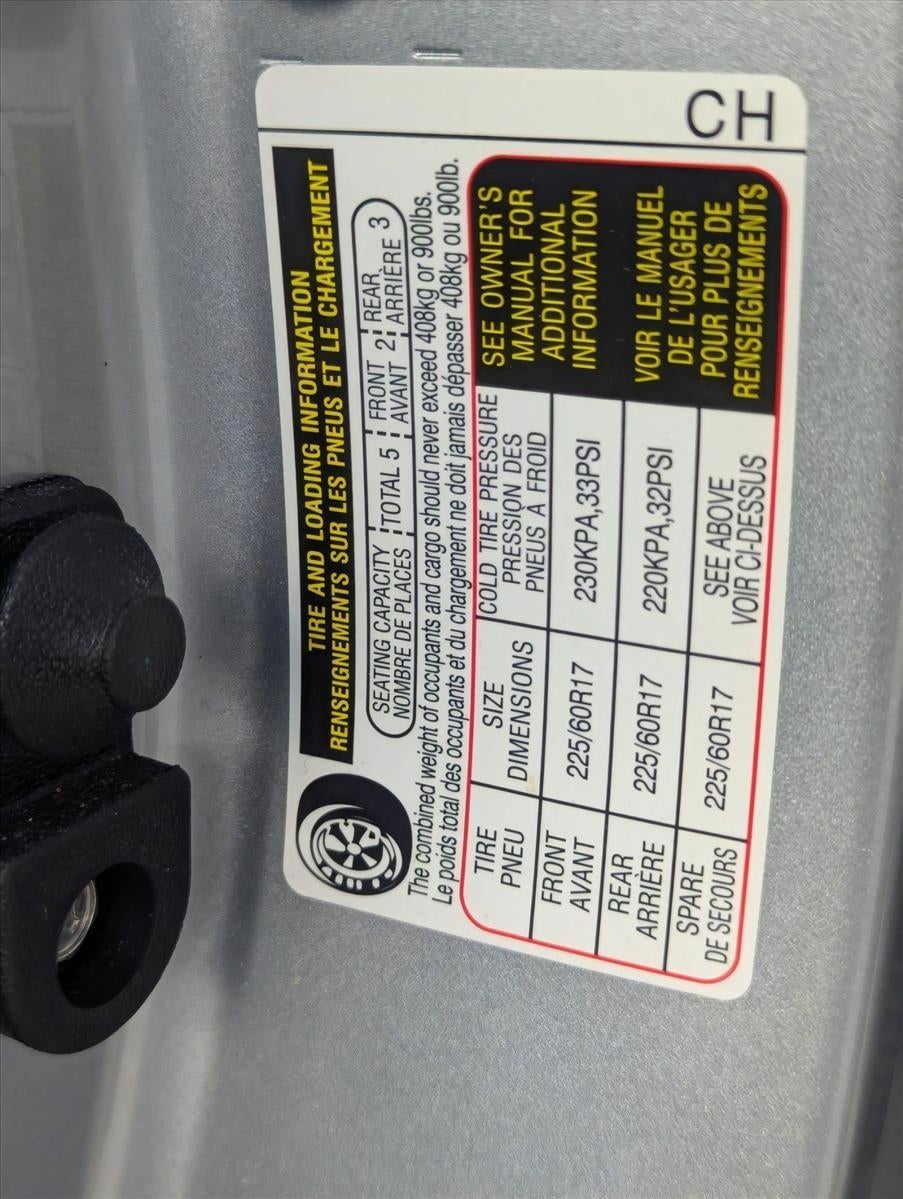 CH
TIRE AND LOADING INFORMATION
RENSEIGNEMENTS SUR LES PNEUS ET LE CHARGEMENT
SEATING CAPACITY TOTAL 5 FRONT 2 REAR 3
NOMBRE DE PLACES AVANT ARRIÈRE
The combined weight of occupants and cargo should never exceed 408kg or 900lbs.
Le poids total des occupants et du chargement ne doit jamais dépasser 408kg ou 900lb.
TIRE
PNEU
SIZE
DIMENSIONS
COLD TIRE PRESSURE
PRESSION DES
PNEUS À FROID
FRONT
AVANT
225/60R17
230KPA,33PSI
REAR
ARRIÈRE
225/60R17
220KPA,32PSI
SPARE
DE SECOURS
225/60R17
SEE ABOVE
VOIR CI-DESSUS
SEE OWNER'S
MANUAL FOR
ADDITIONAL
INFORMATION
VOIR LE MANUEL
DE L'USAGER
POUR PLUS DE
RENSEIGNEMENTS